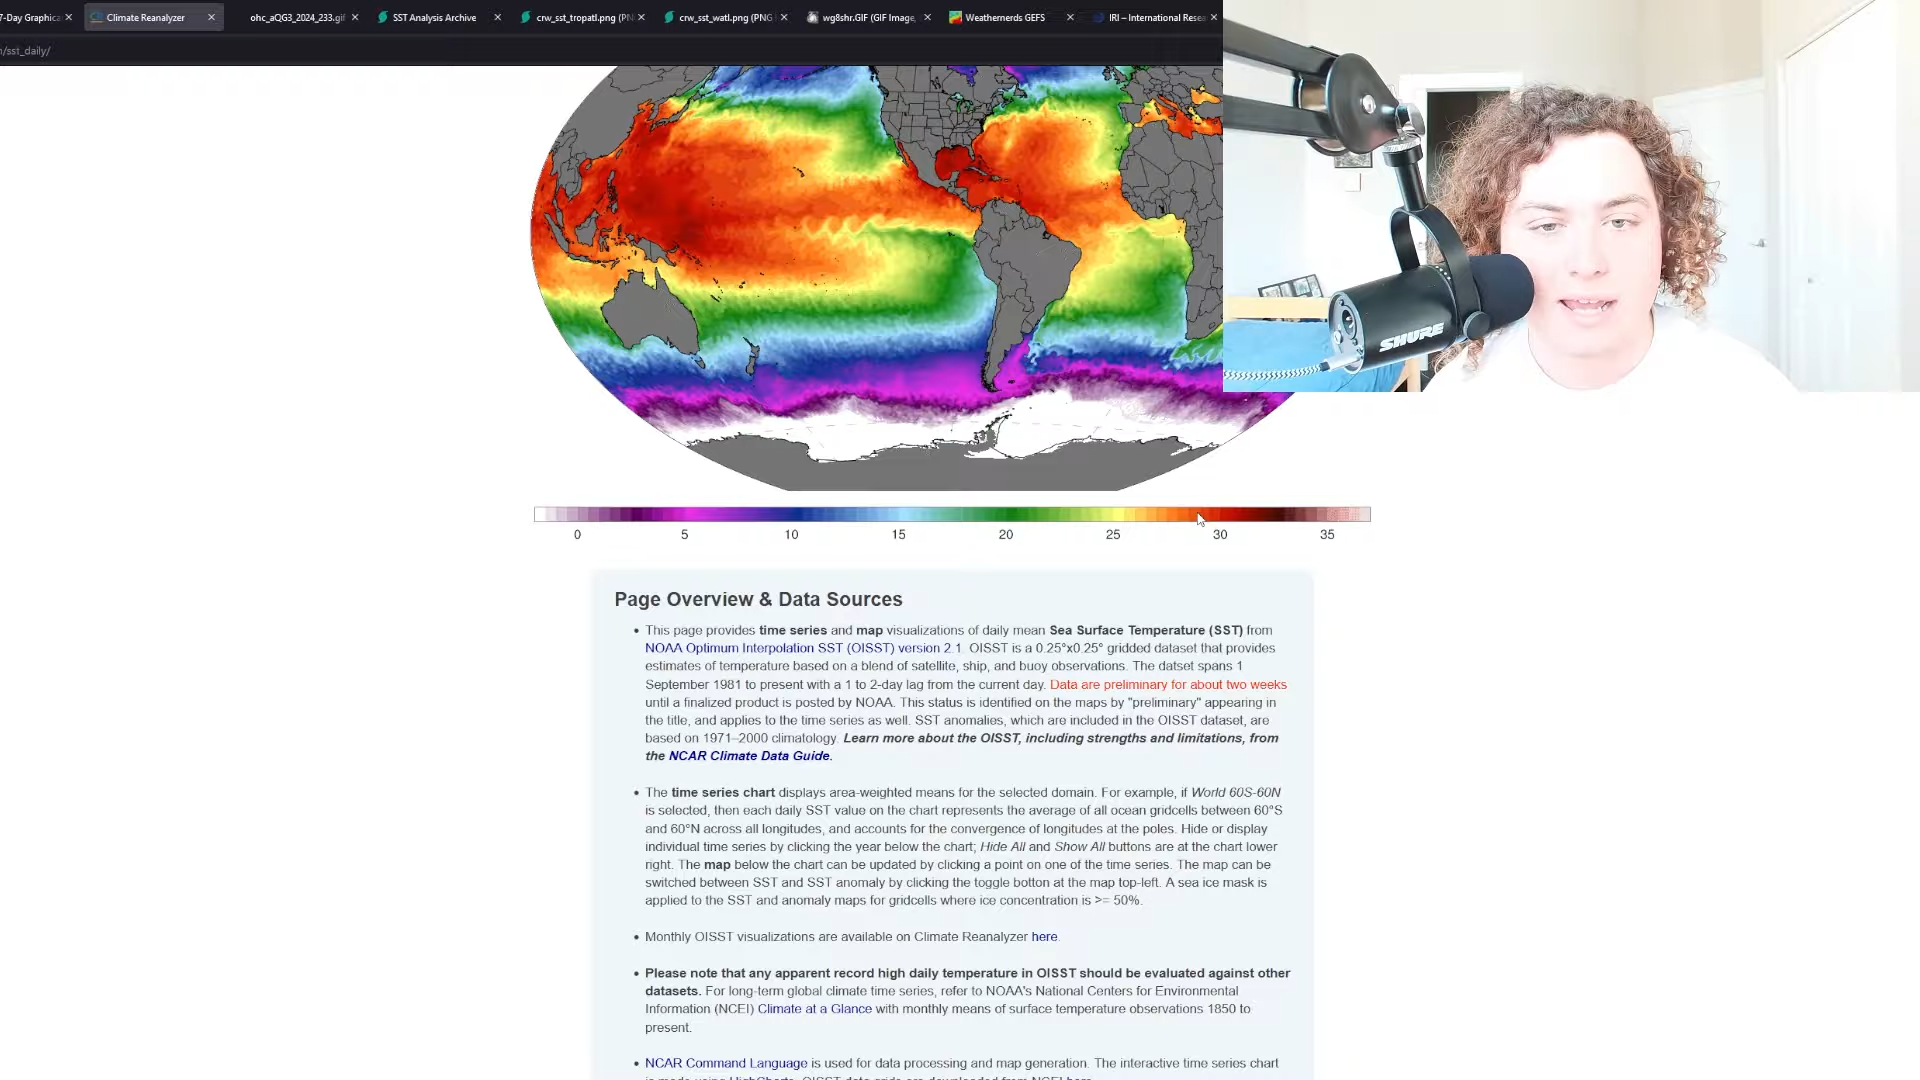 7-Day Graphica
Climate Reanalyzer
ohc_aQG3_2024_233.gif
SST Analysis Archive
crw_sst_tropatl.png (PN
crw_sst_watl.png (PNG
wg8shr.GIF (GIF Image,
Weathernerds GEFS
IRI – International Resea
/sst_daily/
SHURE
0 5 10 15 20 25 30 35
Page Overview & Data Sources
• This page provides time series and map visualizations of daily mean Sea Surface Temperature (SST) from
NOAA Optimum Interpolation SST (OISST) version 2.1. OISST is a 0.25°x0.25° gridded dataset that provides
estimates of temperature based on a blend of satellite, ship, and buoy observations. The datset spans 1
September 1981 to present with a 1 to 2-day lag from the current day. Data are preliminary for about two weeks
until a finalized product is posted by NOAA. This status is identified on the maps by "preliminary" appearing in
the title, and applies to the time series as well. SST anomalies, which are included in the OISST dataset, are
based on 1971–2000 climatology. Learn more about the OISST, including strengths and limitations, from
the NCAR Climate Data Guide.
• The time series chart displays area-weighted means for the selected domain. For example, if World 60S-60N
is selected, then each daily SST value on the chart represents the average of all ocean gridcells between 60°S
and 60°N across all longitudes, and accounts for the convergence of longitudes at the poles. Hide or display
individual time series by clicking the year below the chart; Hide All and Show All buttons are at the chart lower
right. The map below the chart can be updated by clicking a point on one of the time series. The map can be
switched between SST and SST anomaly by clicking the toggle botton at the map top-left. A sea ice mask is
applied to the SST and anomaly maps for gridcells where ice concentration is >= 50%.
• Monthly OISST visualizations are available on Climate Reanalyzer here.
• Please note that any apparent record high daily temperature in OISST should be evaluated against other
datasets. For long-term global climate time series, refer to NOAA's National Centers for Environmental
Information (NCEI) Climate at a Glance with monthly means of surface temperature observations 1850 to
present.
• NCAR Command Language is used for data processing and map generation. The interactive time series chart
is made using HighCharts. OISST data grids are downloaded from NCEI here.